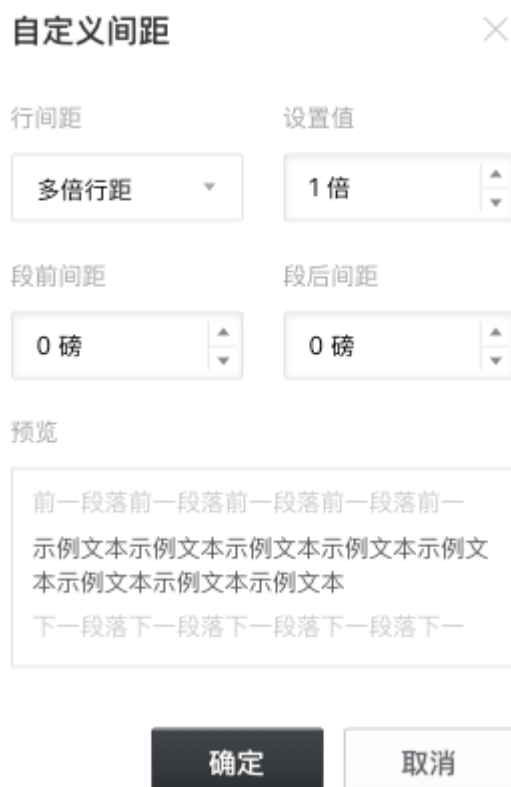 自定义间距
行间距
设置值
多倍行距
1 倍
段前间距
段后间距
0 磅
0 磅
预览
前一段落前一段落前一段落前一段落前一
示例文本示例文本示例文本示例文本示例文
本示例文本示例文本示例文本
下一段落下一段落下一段落下一段落下一
确定
取消